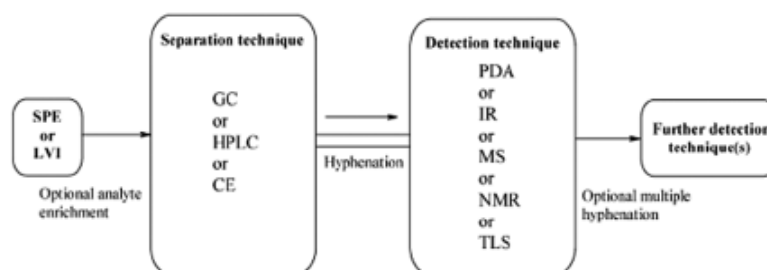 SPE
or
LVI
Optional analyte
enrichment
Separation technique
GC
or
HPLC
or
CE
Hyphenation
Detection technique
PDA
or
IR
or
MS
or
NMR
or
TLS
Optional multiple
hyphenation
Further detection
technique(s)